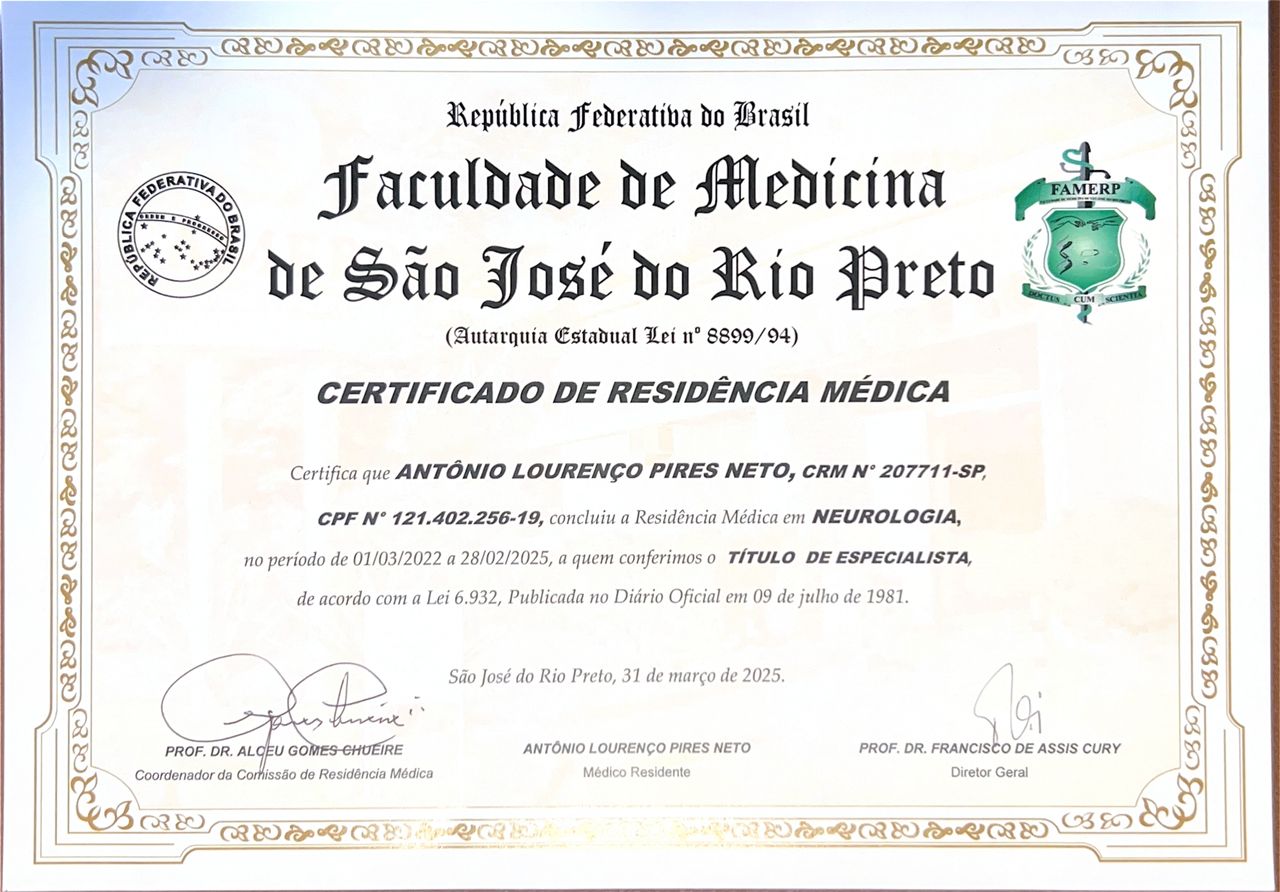 República Federativa do Brasil
Faculdade de Medicina
de São José do Rio Preto
(Autarquia Estadual Lei nº 8899/94)
REPÚBLICA FEDERATIVA DO BRASIL
ORDEM E PROGRESSO
FAMERP
DOCTUS CUM SCIENTIA
CERTIFICADO DE RESIDÊNCIA MÉDICA
Certifica que ANTÔNIO LOURENÇO PIRES NETO, CRM N° 207711-SP,
CPF N° 121.402.256-19, concluiu a Residência Médica em NEUROLOGIA,
no período de 01/03/2022 a 28/02/2025, a quem conferimos o TÍTULO DE ESPECIALISTA,
de acordo com a Lei 6.932, Publicada no Diário Oficial em 09 de julho de 1981.
São José do Rio Preto, 31 de março de 2025.
PROF. DR. ALCEU GOMES CHUEIRE
Coordenador da Comissão de Residência Médica
ANTÔNIO LOURENÇO PIRES NETO
Médico Residente
PROF. DR. FRANCISCO DE ASSIS CURY
Diretor Geral